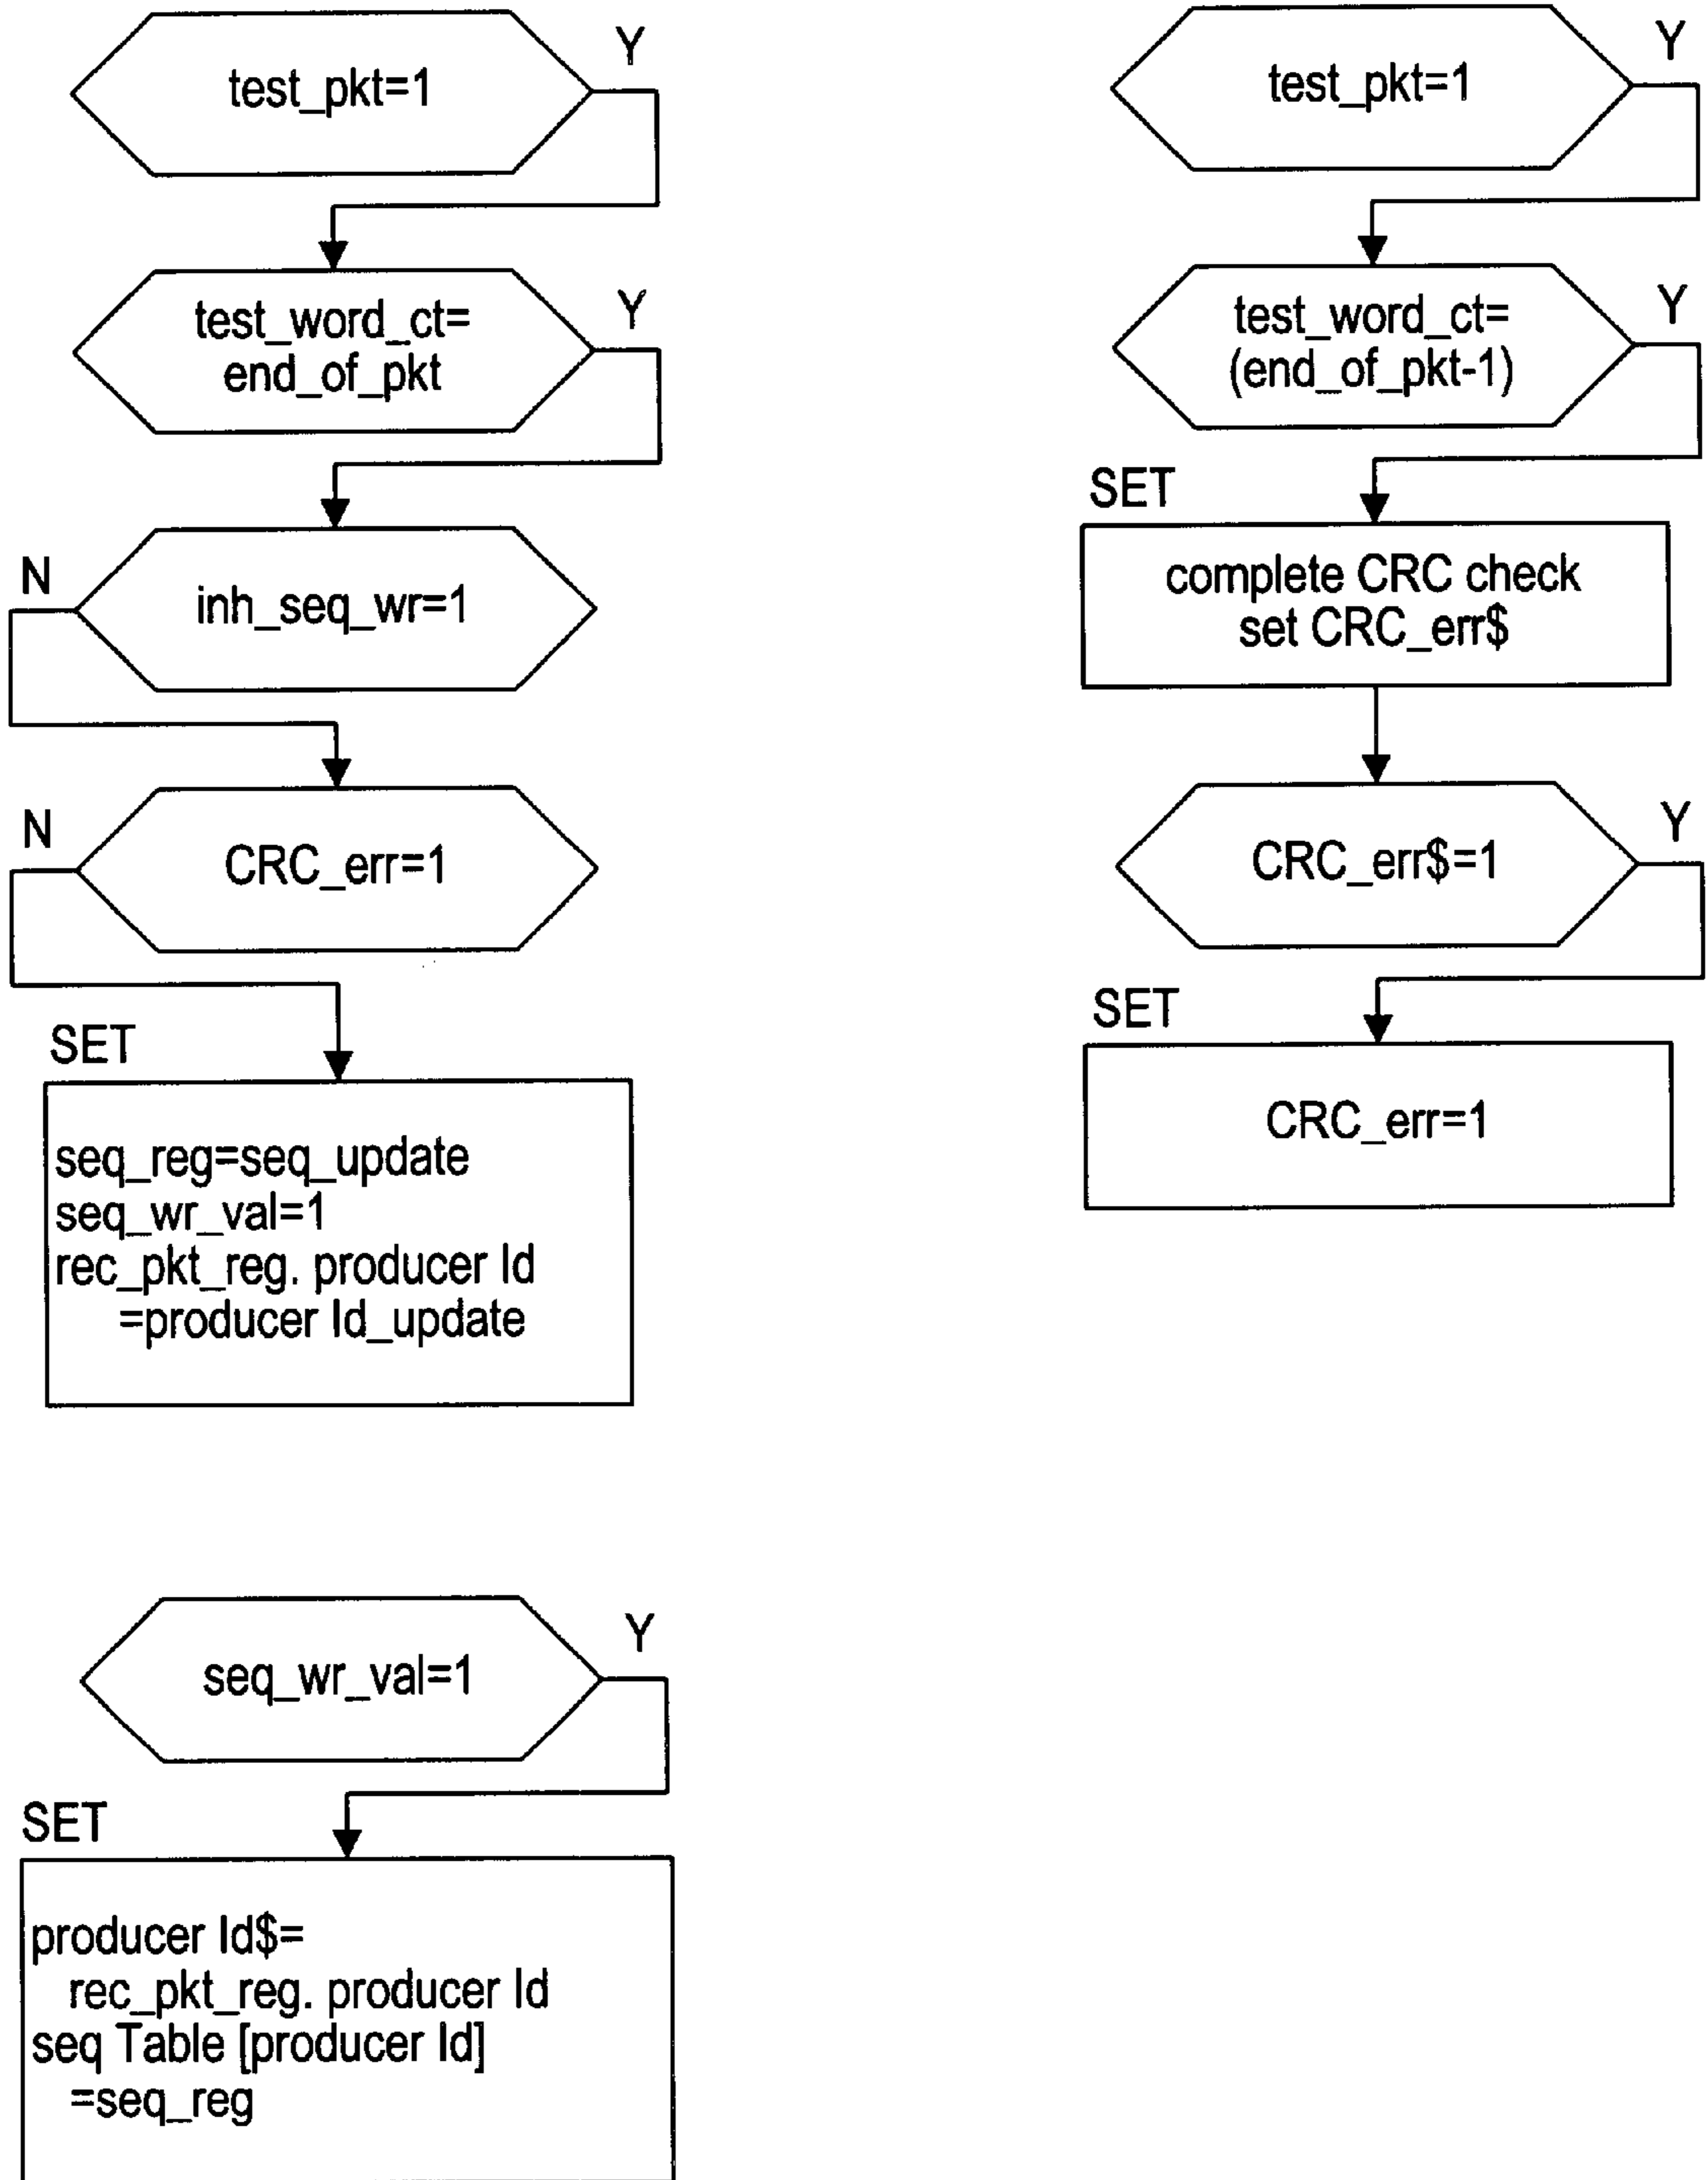 Y
test_pkt=1
Y
test_word_ct=
end_of_pkt
N
inh_seq_wr=1
N
CRC_err=1
SET
seq_reg=seq_update
seq_wr_val=1
rec_pkt_reg. producer Id
=producer Id_update
Y
test_pkt=1
Y
test_word_ct=
(end_of_pkt-1)
SET
complete CRC check
set CRC_err$
Y
CRC_err$=1
SET
CRC_err=1
Y
seq_wr_val=1
SET
producer Id$=
rec_pkt_reg. producer Id
seq Table [producer Id]
=seq_reg